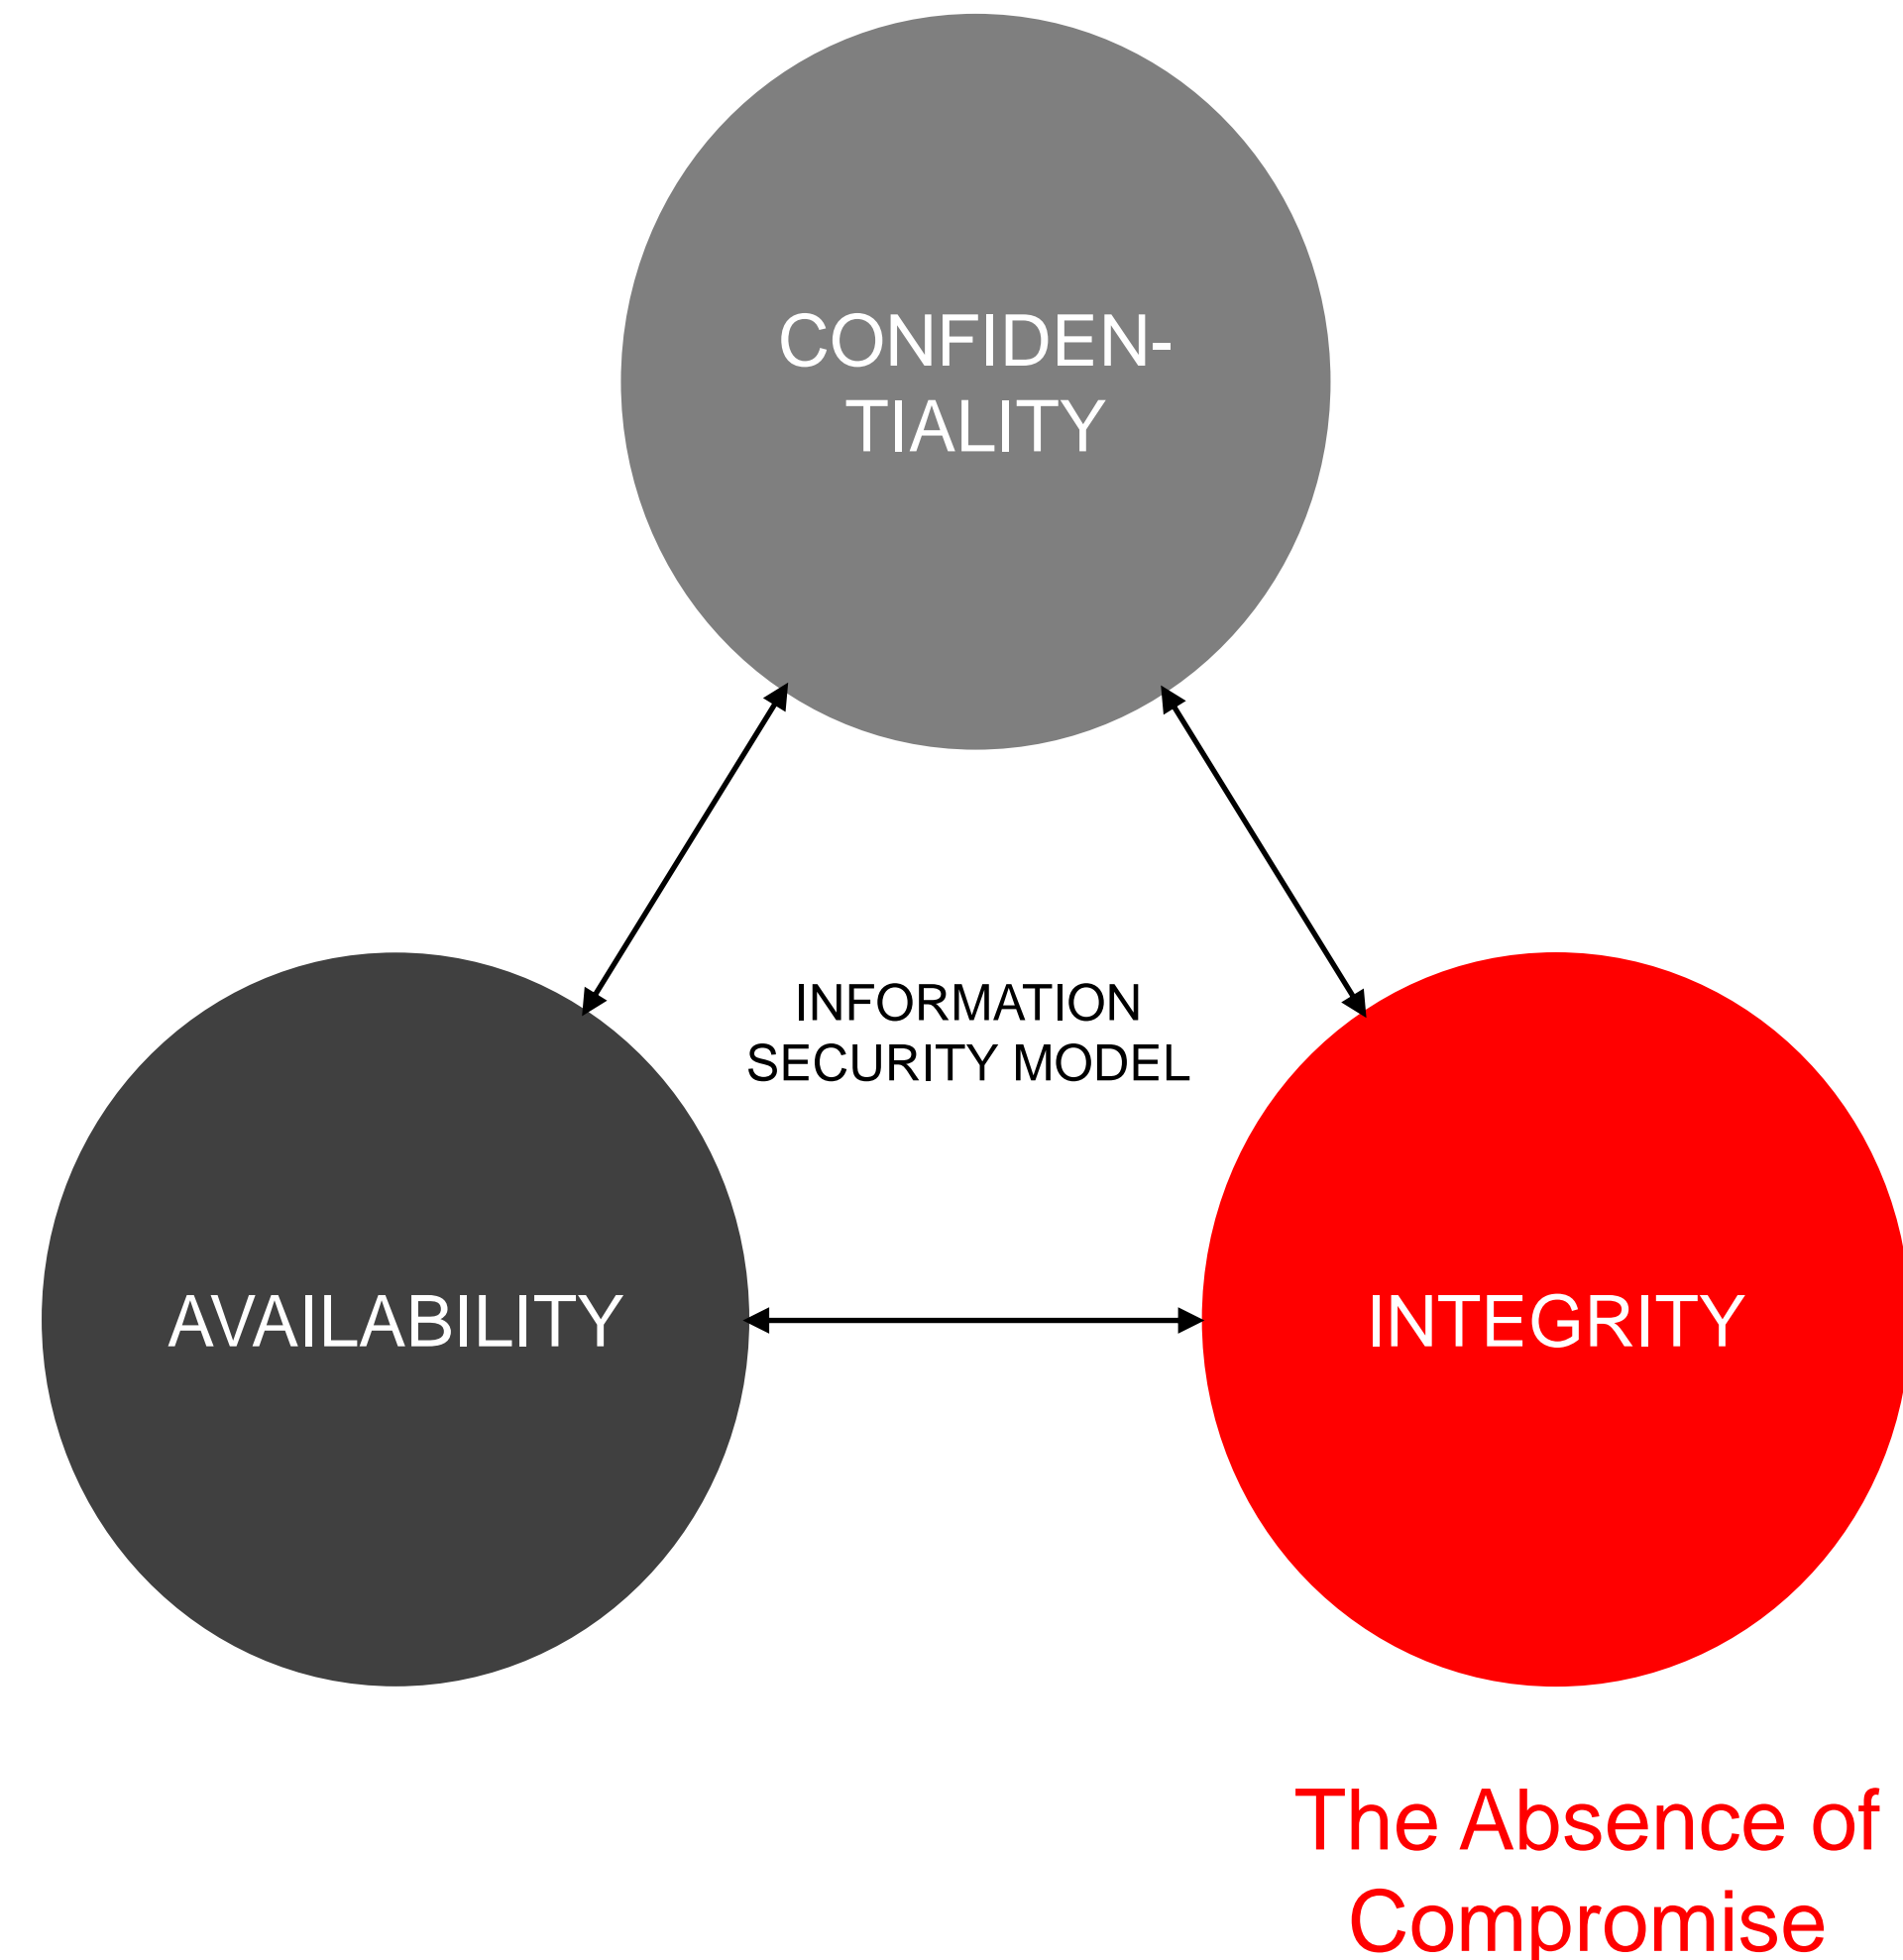 CONFIDEN-
TIALITY
INFORMATION
SECURITY MODEL
AVAILABILITY
INTEGRITY
The Absence of
Compromise